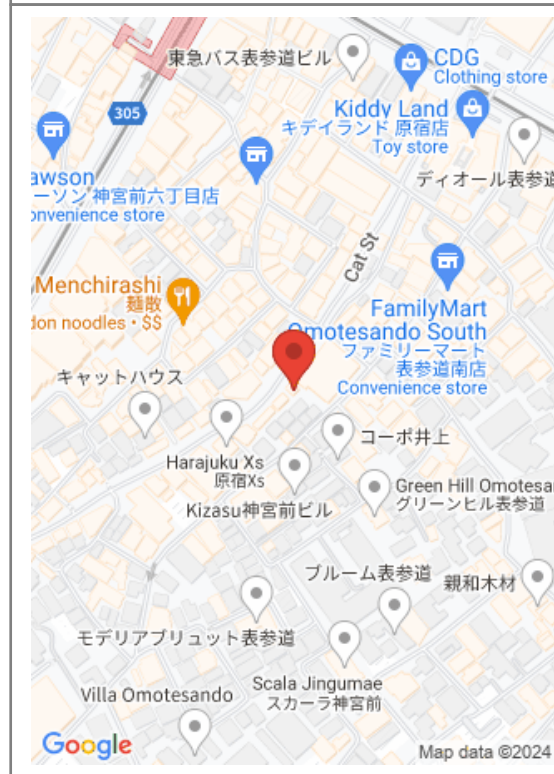 東急バス表参道ビル
CDG
Clothing store
305
Kiddy Land
キデイランド 原宿店
Toy store
ディオール表参道
awson
ーソン 神宮前六丁目店
onvenience store
Cat St
Menchirashi
麺散
don noodles・$$
FamilyMart
Omotesando South
ファミリーマート
表参道南店
Convenience store
キャットハウス
コーポ井上
Harajuku Xs
原宿Xs
Kizasu神宮前ビル
Green Hill Omotesan
グリーンヒル表参道
ブルーム表参道
親和木材
モデリアブリュット表参道
Scala Jingumae
スカーラ神宮前
Villa Omotesando
Google
Map data ©2024